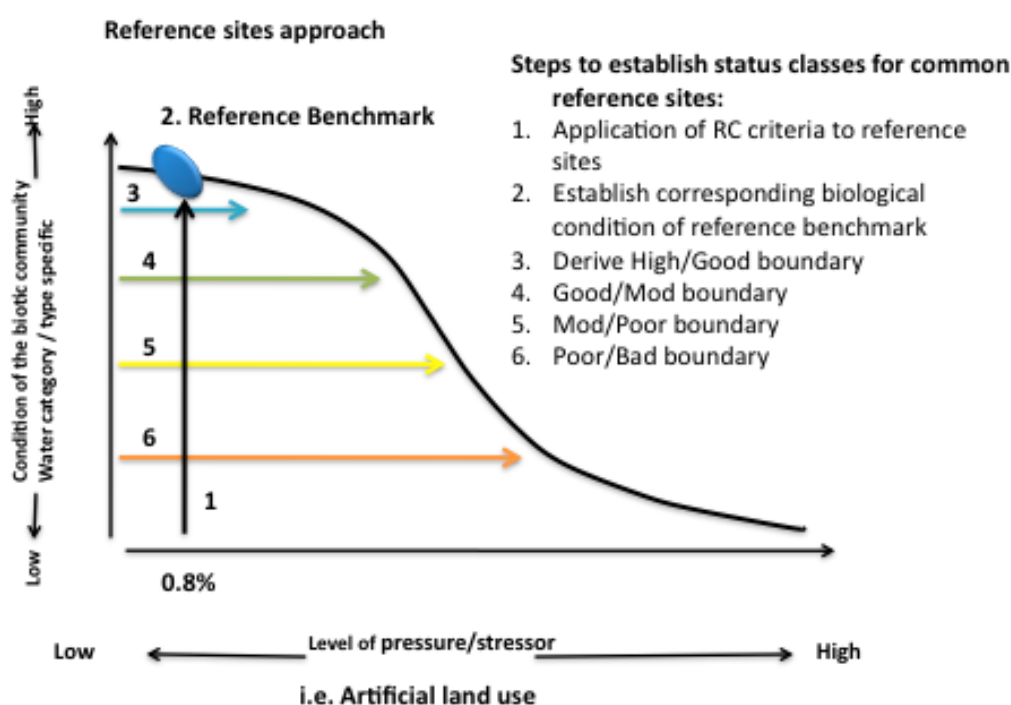 Reference sites approach
Steps to establish status classes for common
reference sites:
1. Application of RC criteria to reference
sites
2. Establish corresponding biological
condition of reference benchmark
3. Derive High/Good boundary
4. Good/Mod boundary
5. Mod/Poor boundary
6. Poor/Bad boundary
High
Condition of the biotic community
Water category / type specific
Low
2. Reference Benchmark
3
4
5
6
1
0.8%
Low
Level of pressure/stressor
High
i.e. Artificial land use